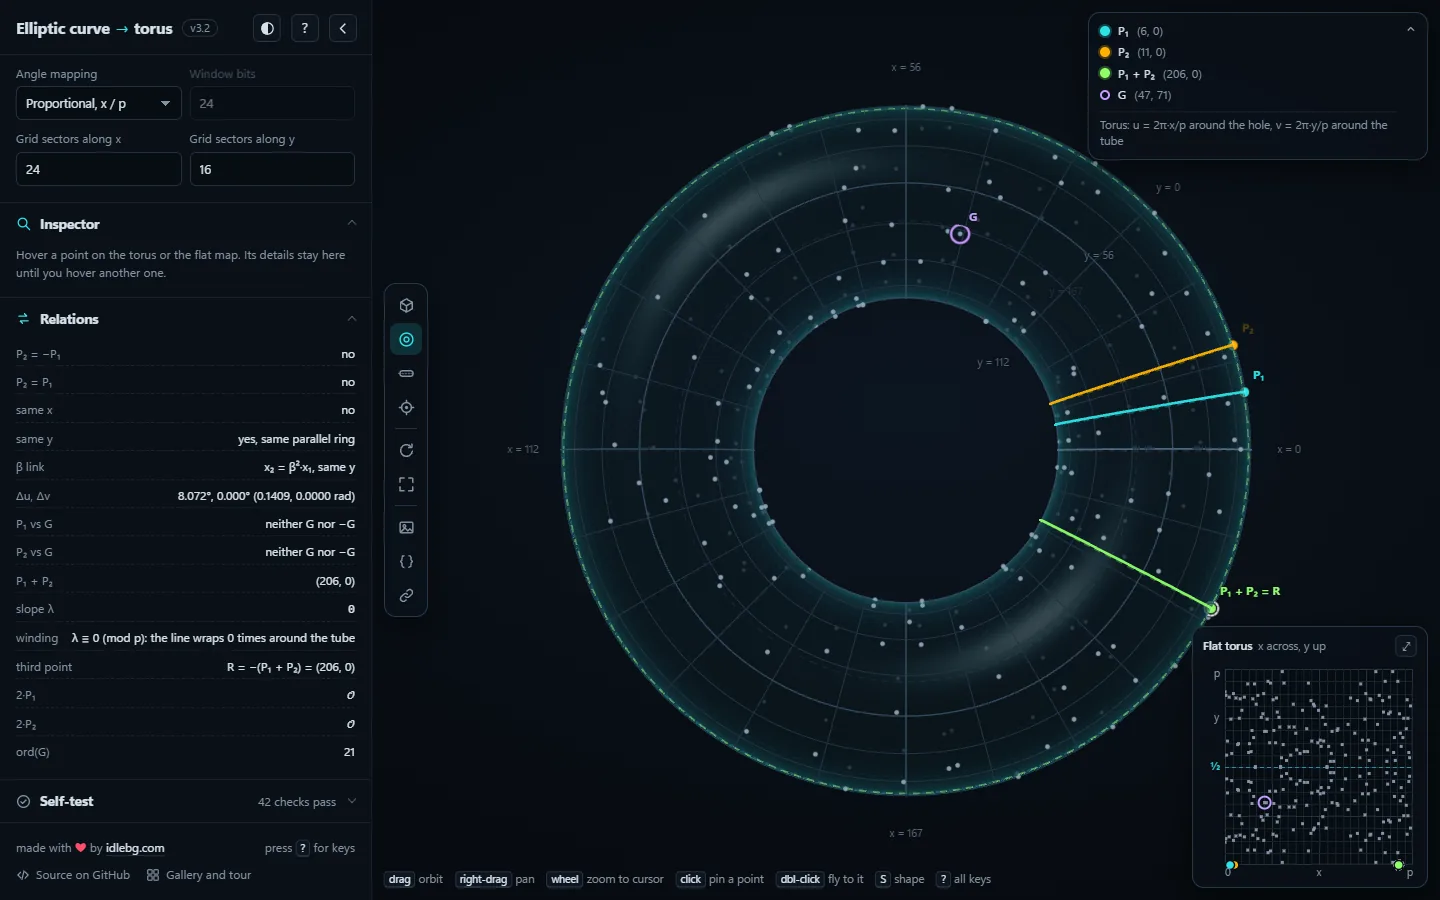 Elliptic curve → torus v3.2
?
Angle mapping
Window bits
Proportional, x / p
24
Grid sectors along x
Grid sectors along y
24
16
Inspector
Hover a point on the torus or the flat map. Its details stay here
until you hover another one.
Relations
P₂ = −P₁ no
P₂ = P₁ no
same x no
same y yes, same parallel ring
β link x₂ = β²·x₁, same y
Δu, Δv 8.072°, 0.000° (0.1409, 0.0000 rad)
P₁ vs G neither G nor −G
P₂ vs G neither G nor −G
P₁ + P₂ (206, 0)
slope λ 0
winding λ ≡ 0 (mod p): the line wraps 0 times around the tube
third point R = −(P₁ + P₂) = (206, 0)
2·P₁ 𝒪
2·P₂ 𝒪
ord(G) 21
Self-test 42 checks pass
made with ❤ by idlebg.com press ? for keys
Source on GitHub Gallery and tour
P₁ (6, 0)
P₂ (11, 0)
P₁ + P₂ (206, 0)
G (47, 71)
Torus: u = 2π·x/p around the hole, v = 2π·y/p around the
tube
x = 56
y = 0
G
y = 56
P₂
y = 112
P₁
x = 112
x = 0
P₁ + P₂ = R
x = 167
Flat torus x across, y up
p
y
½
0
x
p
drag orbit right-drag pan wheel zoom to cursor click pin a point dbl-click fly to it S shape ? all keys